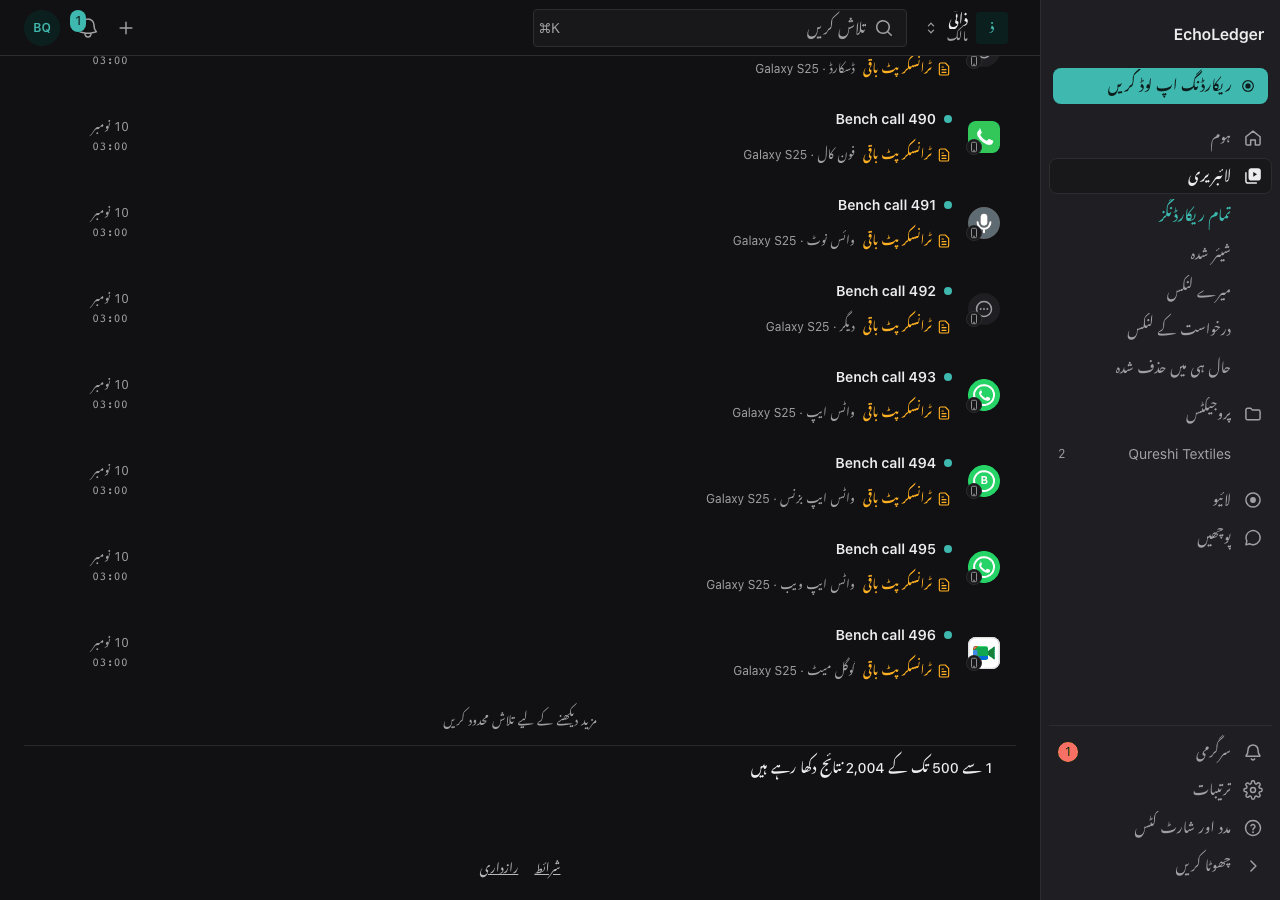 EchoLedger
ریکارڈنگ اپ لوڈ کریں
ہوم
لائبریری
تمام ریکارڈنگز
شیئر شدہ
میرے لنکس
درخواست کے لنکس
حال ہی میں حذف شدہ
پروجیکٹس
Qureshi Textiles 2
لائیو
پوچھیں
سرگرمی 1
ترتیبات
مدد اور شارٹ کٹس
چھوٹا کریں
ذ
ذاتی
مالک
تلاش کریں ⌘K
1
BQ
ٹرانسکرپٹ باقی ڈسکارڈ · Galaxy S25
03:00
Bench call 490
ٹرانسکرپٹ باقی فون کال · Galaxy S25
10 نومبر
03:00
Bench call 491
ٹرانسکرپٹ باقی وائس نوٹ · Galaxy S25
10 نومبر
03:00
Bench call 492
ٹرانسکرپٹ باقی دیگر · Galaxy S25
10 نومبر
03:00
Bench call 493
ٹرانسکرپٹ باقی واٹس ایپ · Galaxy S25
10 نومبر
03:00
Bench call 494
ٹرانسکرپٹ باقی واٹس ایپ بزنس · Galaxy S25
10 نومبر
03:00
Bench call 495
ٹرانسکرپٹ باقی واٹس ایپ ویب · Galaxy S25
10 نومبر
03:00
Bench call 496
ٹرانسکرپٹ باقی گوگل میٹ · Galaxy S25
10 نومبر
03:00
مزید دیکھنے کے لیے تلاش محدود کریں
1 سے 500 تک کے 2,004 نتائج دکھا رہے ہیں
شرائط رازداری